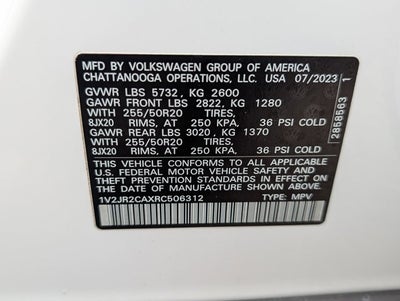 MFD BY VOLKSWAGEN GROUP OF AMERICA
CHATTANOOGA OPERATIONS, LLC. USA 07/2023
GVWR LBS 5732, KG 2600
GAWR FRONT LBS 2822, KG 1280
WITH 255/50R20 TIRES,
8JX20 RIMS, AT 250 KPA, 36 PSI COLD
GAWR REAR LBS 3020, KG 1370
WITH 255/50R20 TIRES,
8JX20 RIMS, AT 250 KPA, 36 PSI COLD
THIS VEHICLE CONFORMS TO ALL APPLICABLE
U.S. FEDERAL MOTOR VEHICLE SAFETY AND THEFT
PREVENTION STANDARDS IN EFFECT ON THE DATE
OF MANUFACTURE SHOWN ABOVE
1V2JR2CAXRC506312 TYPE: MPV
2858563 1